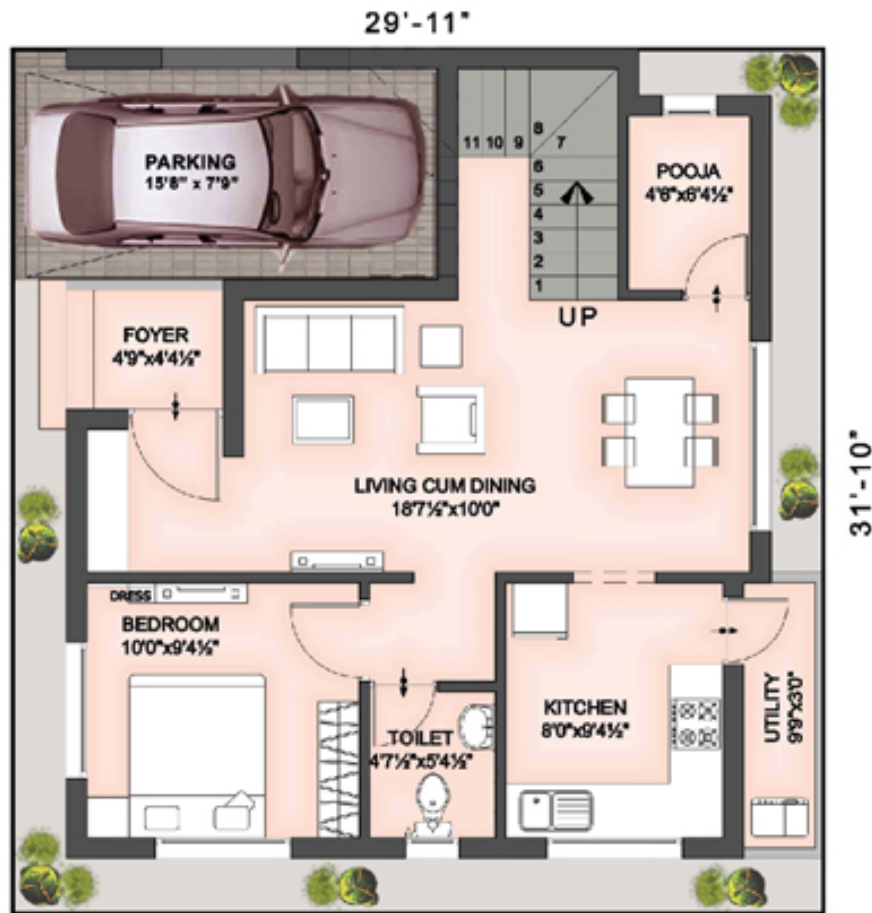 29'-11"
PARKING
15'8" x 7'9"
11 10 9
8
7
6
5
4
3
2
1
UP
POOJA
4'6"x6'4½"
FOYER
4'9"x4'4½"
LIVING CUM DINING
18'7½"x10'0"
31'-10"
DRESS
BEDROOM
10'0"x9'4½"
TOILET
4'7½"x5'4½"
KITCHEN
8'0"x9'4½"
UTILITY
9'9"x3'0"